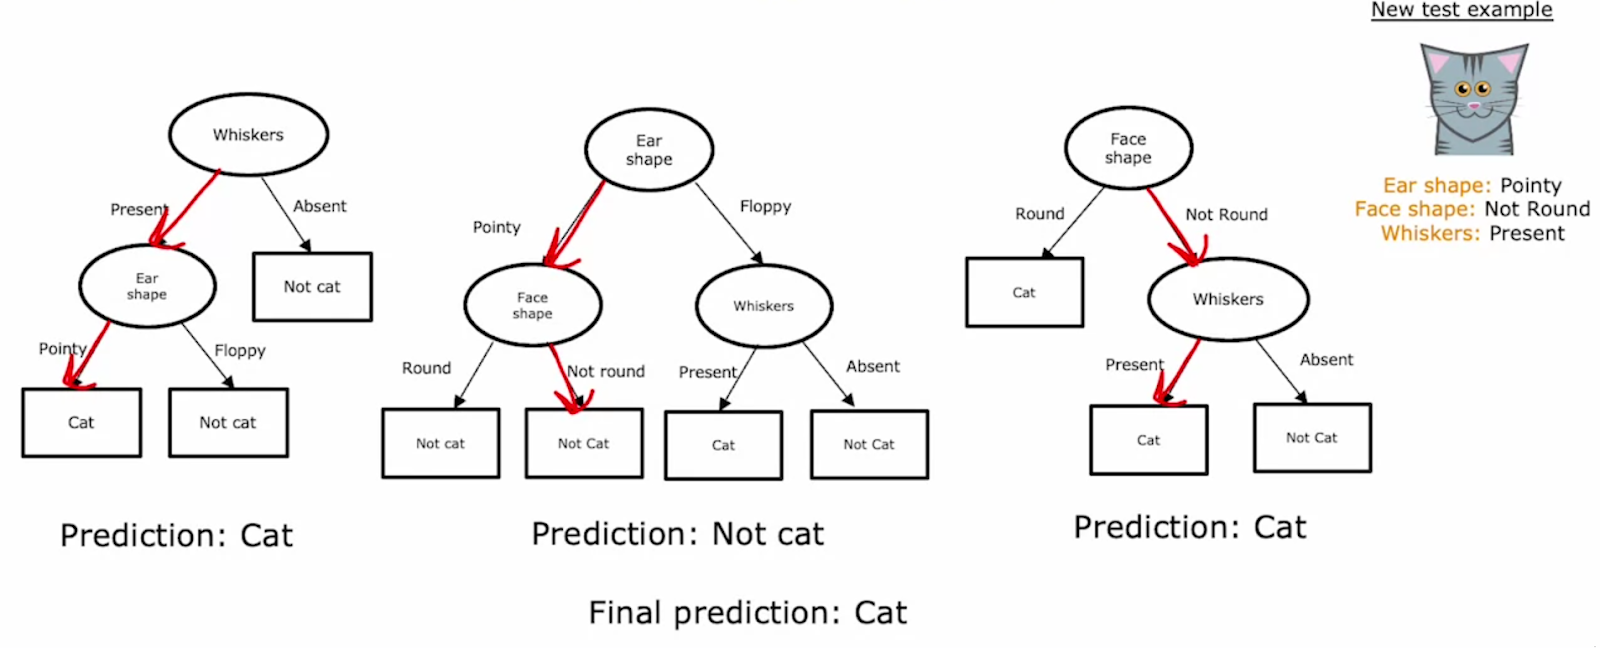 New test example
Ear shape: Pointy
Face shape: Not Round
Whiskers: Present
Whiskers
Present
Absent
Ear
shape
Not cat
Pointy
Floppy
Cat
Not cat
Prediction: Cat
Ear
shape
Pointy
Floppy
Face
shape
Whiskers
Round
Not round
Present
Absent
Not cat
Not Cat
Cat
Not Cat
Prediction: Not cat
Face
shape
Round
Not Round
Cat
Whiskers
Present
Absent
Cat
Not Cat
Prediction: Cat
Final prediction: Cat